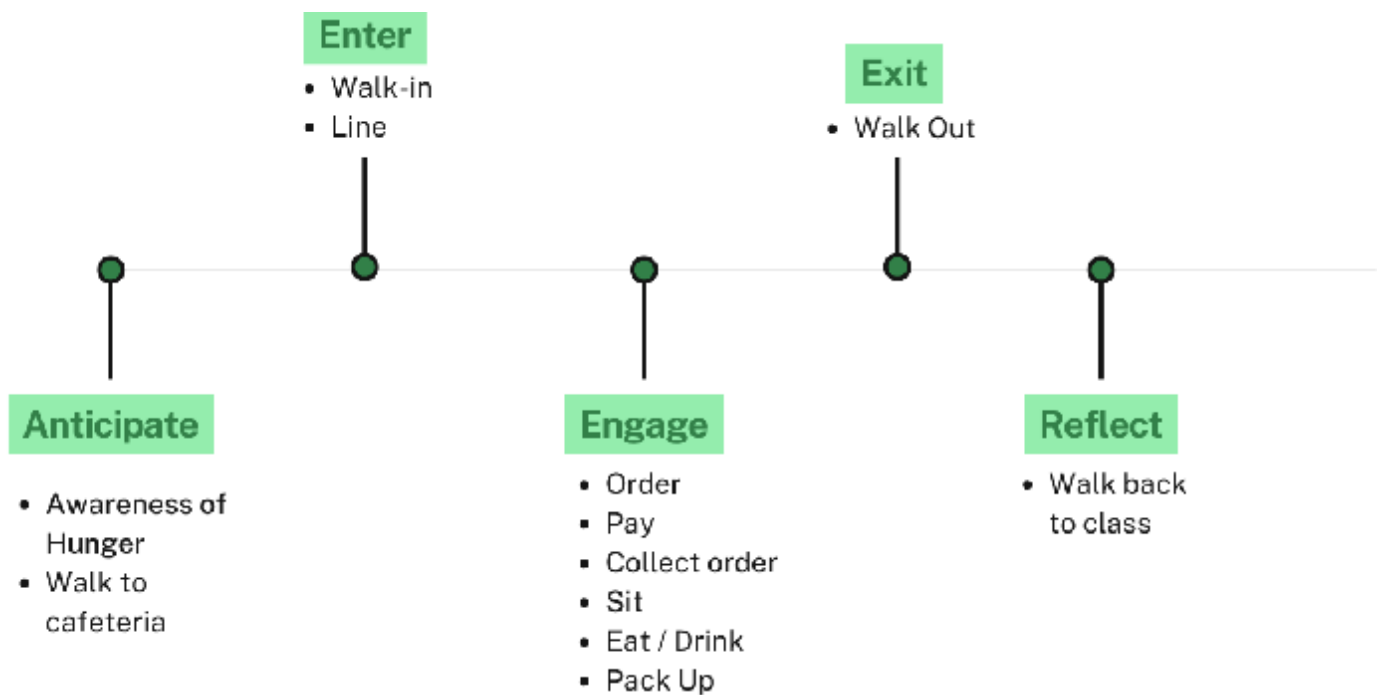 Anticipate
• Awareness of
Hunger
• Walk to
cafeteria
Enter
• Walk-in
• Line
Engage
• Order
• Pay
• Collect order
• Sit
• Eat / Drink
• Pack Up
Exit
• Walk Out
Reflect
• Walk back
to class